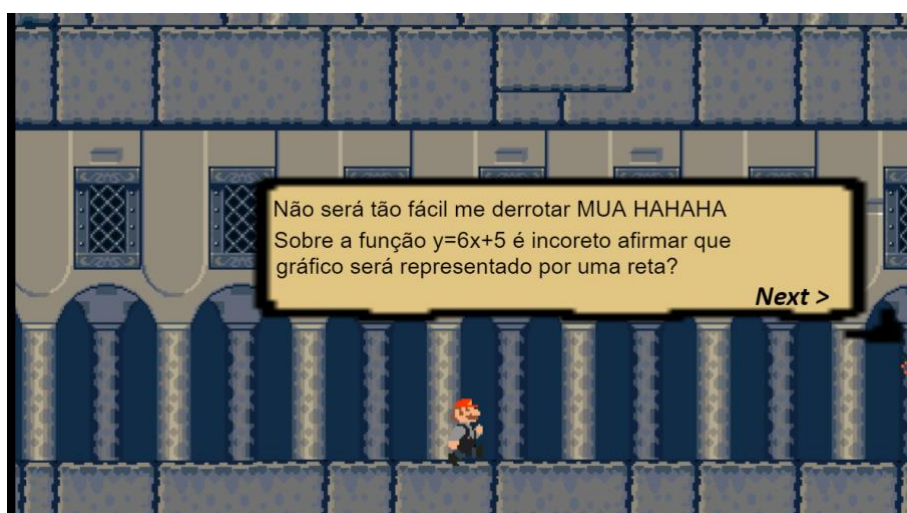 Não será tão fácil me derrotar MUA HAHAHA
Sobre a função y=6x+5 é incoreto afirmar que
gráfico será representado por uma reta?
Next >